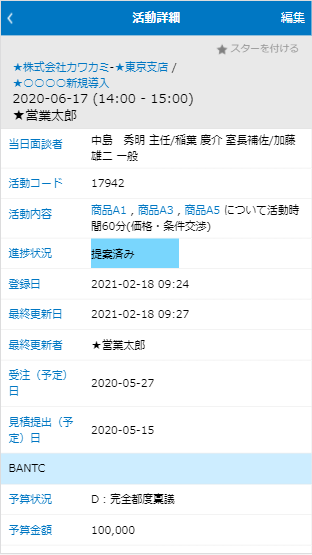 活動詳細
編集
★ スターを付ける
★株式会社カワカミ-★東京支店 /
★○○○○新規導入
2020-06-17 (14:00 - 15:00)
★営業太郎
当日面談者
中島　秀明 主任/稲葉 慶介 室長補佐/加藤
雄二 一般
活動コード
17942
活動内容
商品A1 , 商品A3 , 商品A5 について活動時
間60分(価格・条件交渉)
進捗状況
提案済み
登録日
2021-02-18 09:24
最終更新日
2021-02-18 09:27
最終更新者
★営業太郎
受注（予定）
日
2020-05-27
見積提出（予
定）日
2020-05-15
BANTC
予算状況
D：完全都度稟議
予算金額
100,000